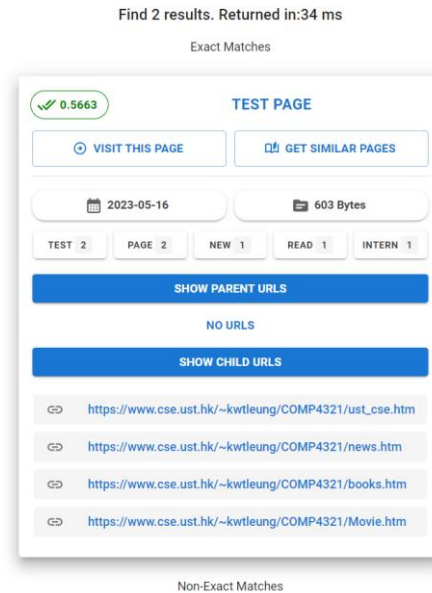 Find 2 results. Returned in:34 ms
Exact Matches
0.5663
TEST PAGE
VISIT THIS PAGE
GET SIMILAR PAGES
2023-05-16
603 Bytes
TEST 2 PAGE 2 NEW 1 READ 1 INTERN 1
SHOW PARENT URLS
NO URLS
SHOW CHILD URLS
https://www.cse.ust.hk/~kwtleung/COMP4321/ust_cse.htm
https://www.cse.ust.hk/~kwtleung/COMP4321/news.htm
https://www.cse.ust.hk/~kwtleung/COMP4321/books.htm
https://www.cse.ust.hk/~kwtleung/COMP4321/Movie.htm
Non-Exact Matches